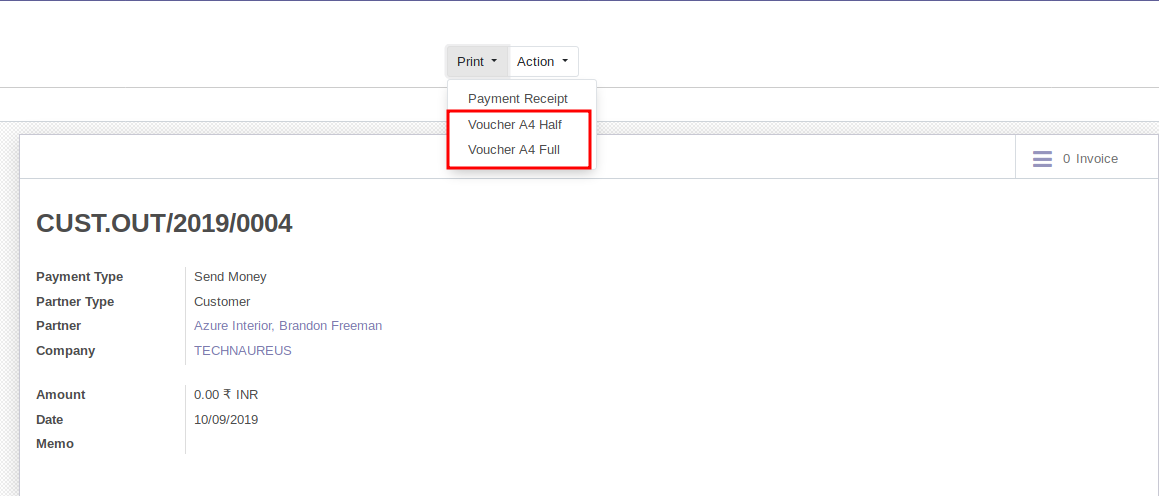 Print Action
Payment Receipt
Voucher A4 Half
Voucher A4 Full
0 Invoice
CUST.OUT/2019/0004
Payment Type Send Money
Partner Type Customer
Partner Azure Interior, Brandon Freeman
Company TECHNAUREUS
Amount 0.00 ₹ INR
Date 10/09/2019
Memo